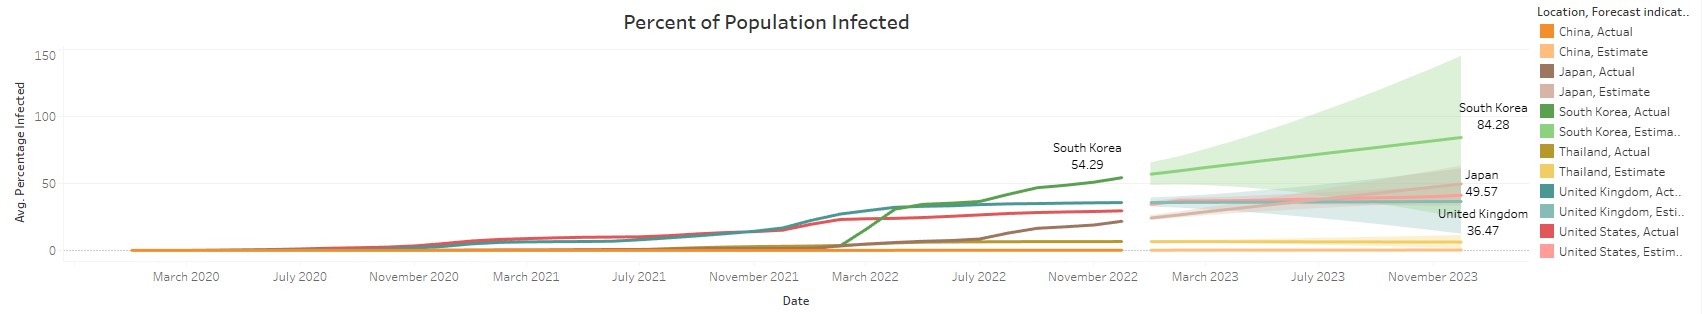 Percent of Population Infected
Avg. Percentage Infected
150
100
50
0
South Korea
54.29
South Korea
84.28
Japan
49.57
United Kingdom
36.47
March 2020
July 2020
November 2020
March 2021
July 2021
November 2021
March 2022
July 2022
November 2022
March 2023
July 2023
November 2023
Date
Location, Forecast indicat..
China, Actual
China, Estimate
Japan, Actual
Japan, Estimate
South Korea, Actual
South Korea, Estima..
Thailand, Actual
Thailand, Estimate
United Kingdom, Act..
United Kingdom, Esti..
United States, Actual
United States, Estim..